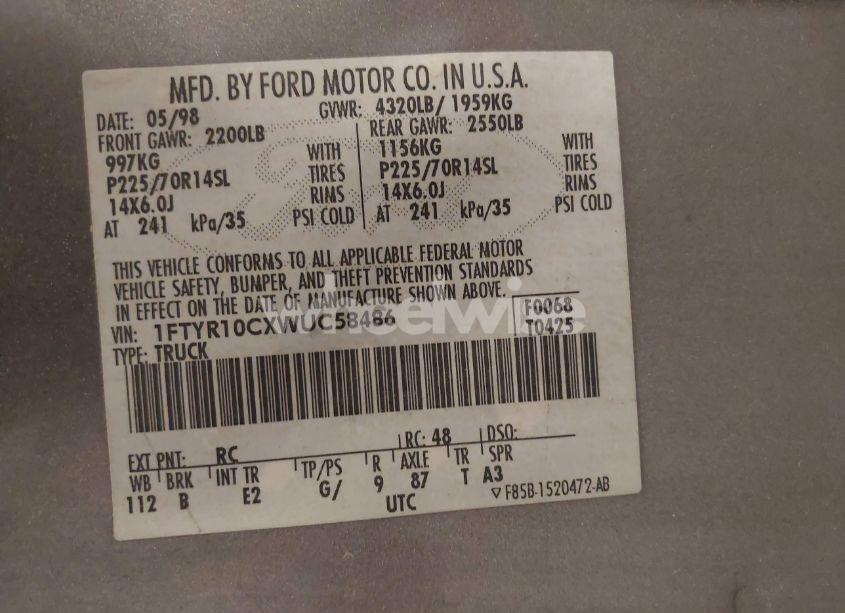 MFD. BY FORD MOTOR CO. IN U.S.A.
DATE: 05/98 GVWR: 4320LB/ 1959KG
FRONT GAWR: 2200LB REAR GAWR: 2550LB
997KG WITH 1156KG WITH
P225/70R14SL TIRES P225/70R14SL TIRES
14X6.0J RIMS 14X6.0J RIMS
AT 241 kPa/35 PSI COLD AT 241 kPa/35 PSI COLD
THIS VEHICLE CONFORMS TO ALL APPLICABLE FEDERAL MOTOR
VEHICLE SAFETY, BUMPER, AND THEFT PREVENTION STANDARDS
IN EFFECT ON THE DATE OF MANUFACTURE SHOWN ABOVE.
VIN: 1FTYR10CXWUC58486 F0068
TYPE: TRUCK T0425
EXT PNT: RC RC: 48 DSO:
WB BRK INT TR TP/PS R AXLE TR SPR
112 B E2 G/ 9 87 T A3
UTC ▽ F85B-1520472-AB